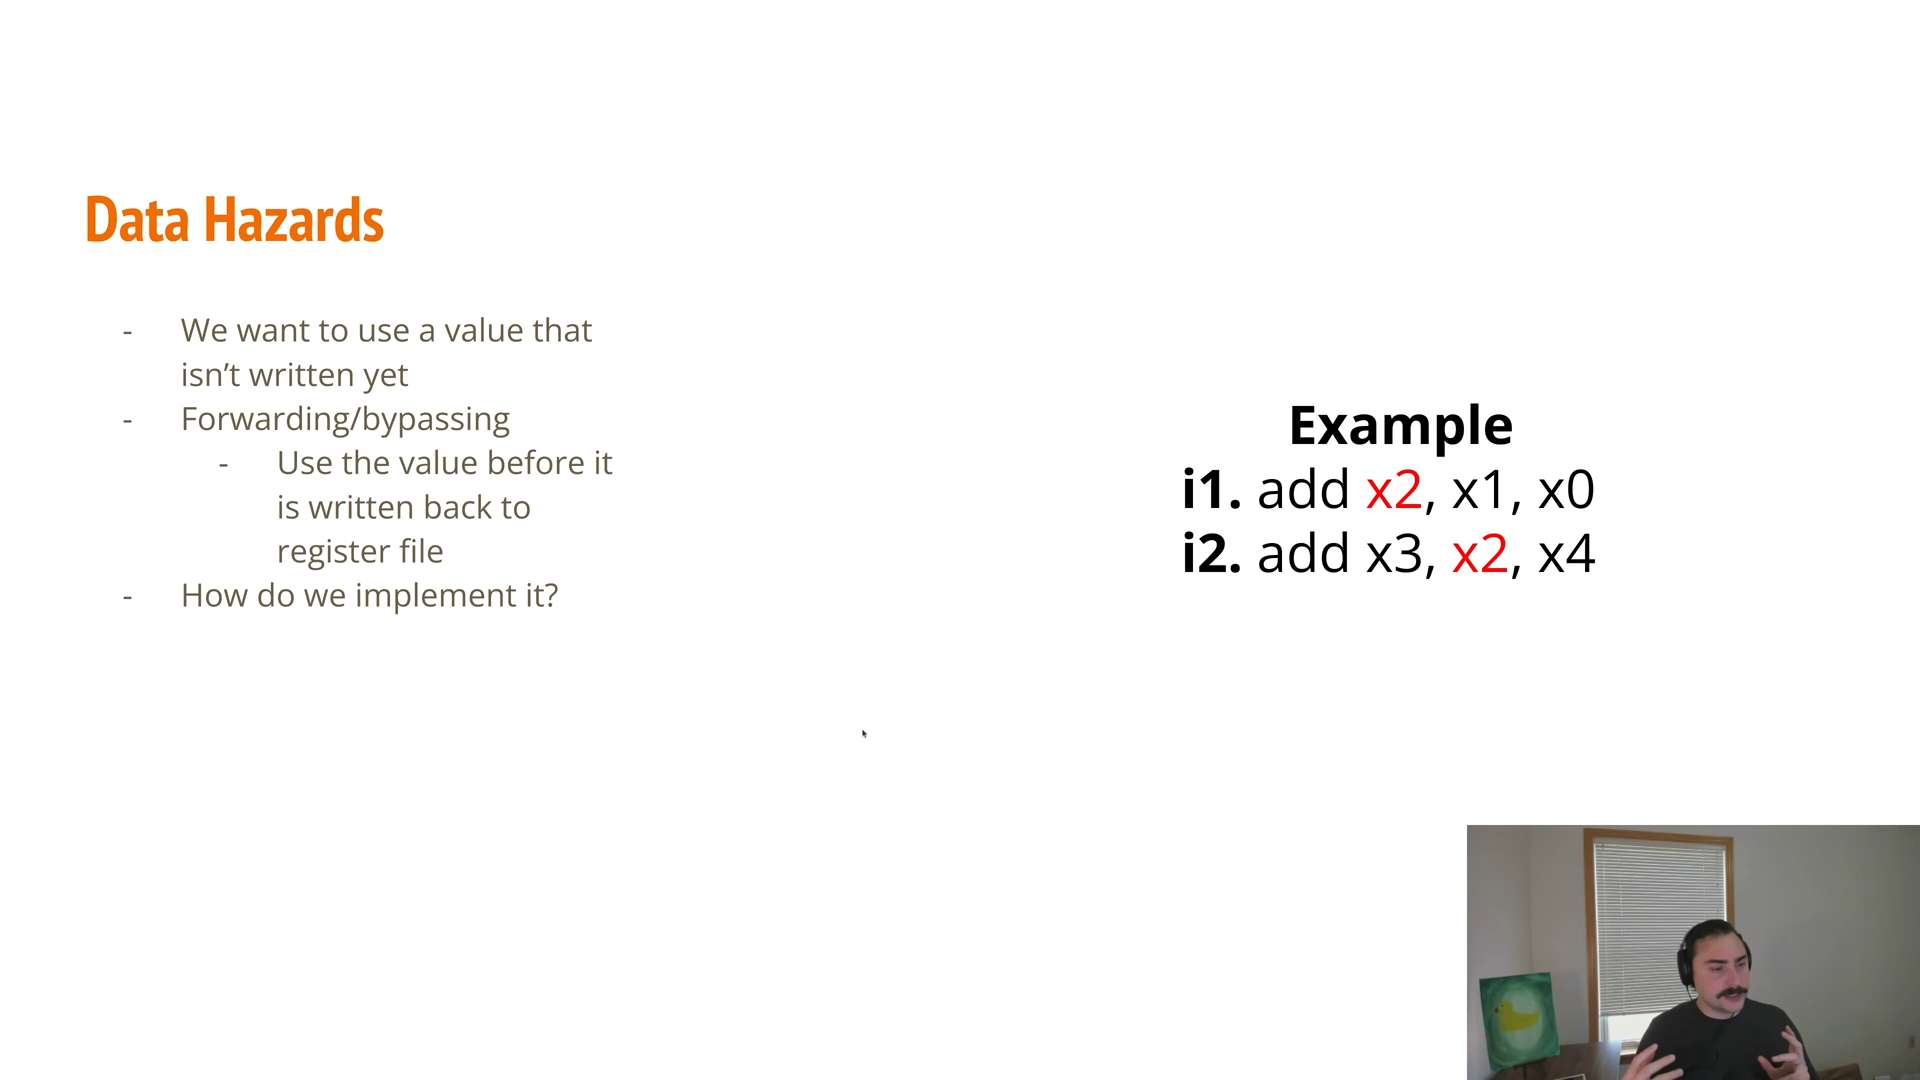 Data Hazards
- We want to use a value that
isn’t written yet
- Forwarding/bypassing
- Use the value before it
is written back to
register file
- How do we implement it?
Example
i1. add x2, x1, x0
i2. add x3, x2, x4